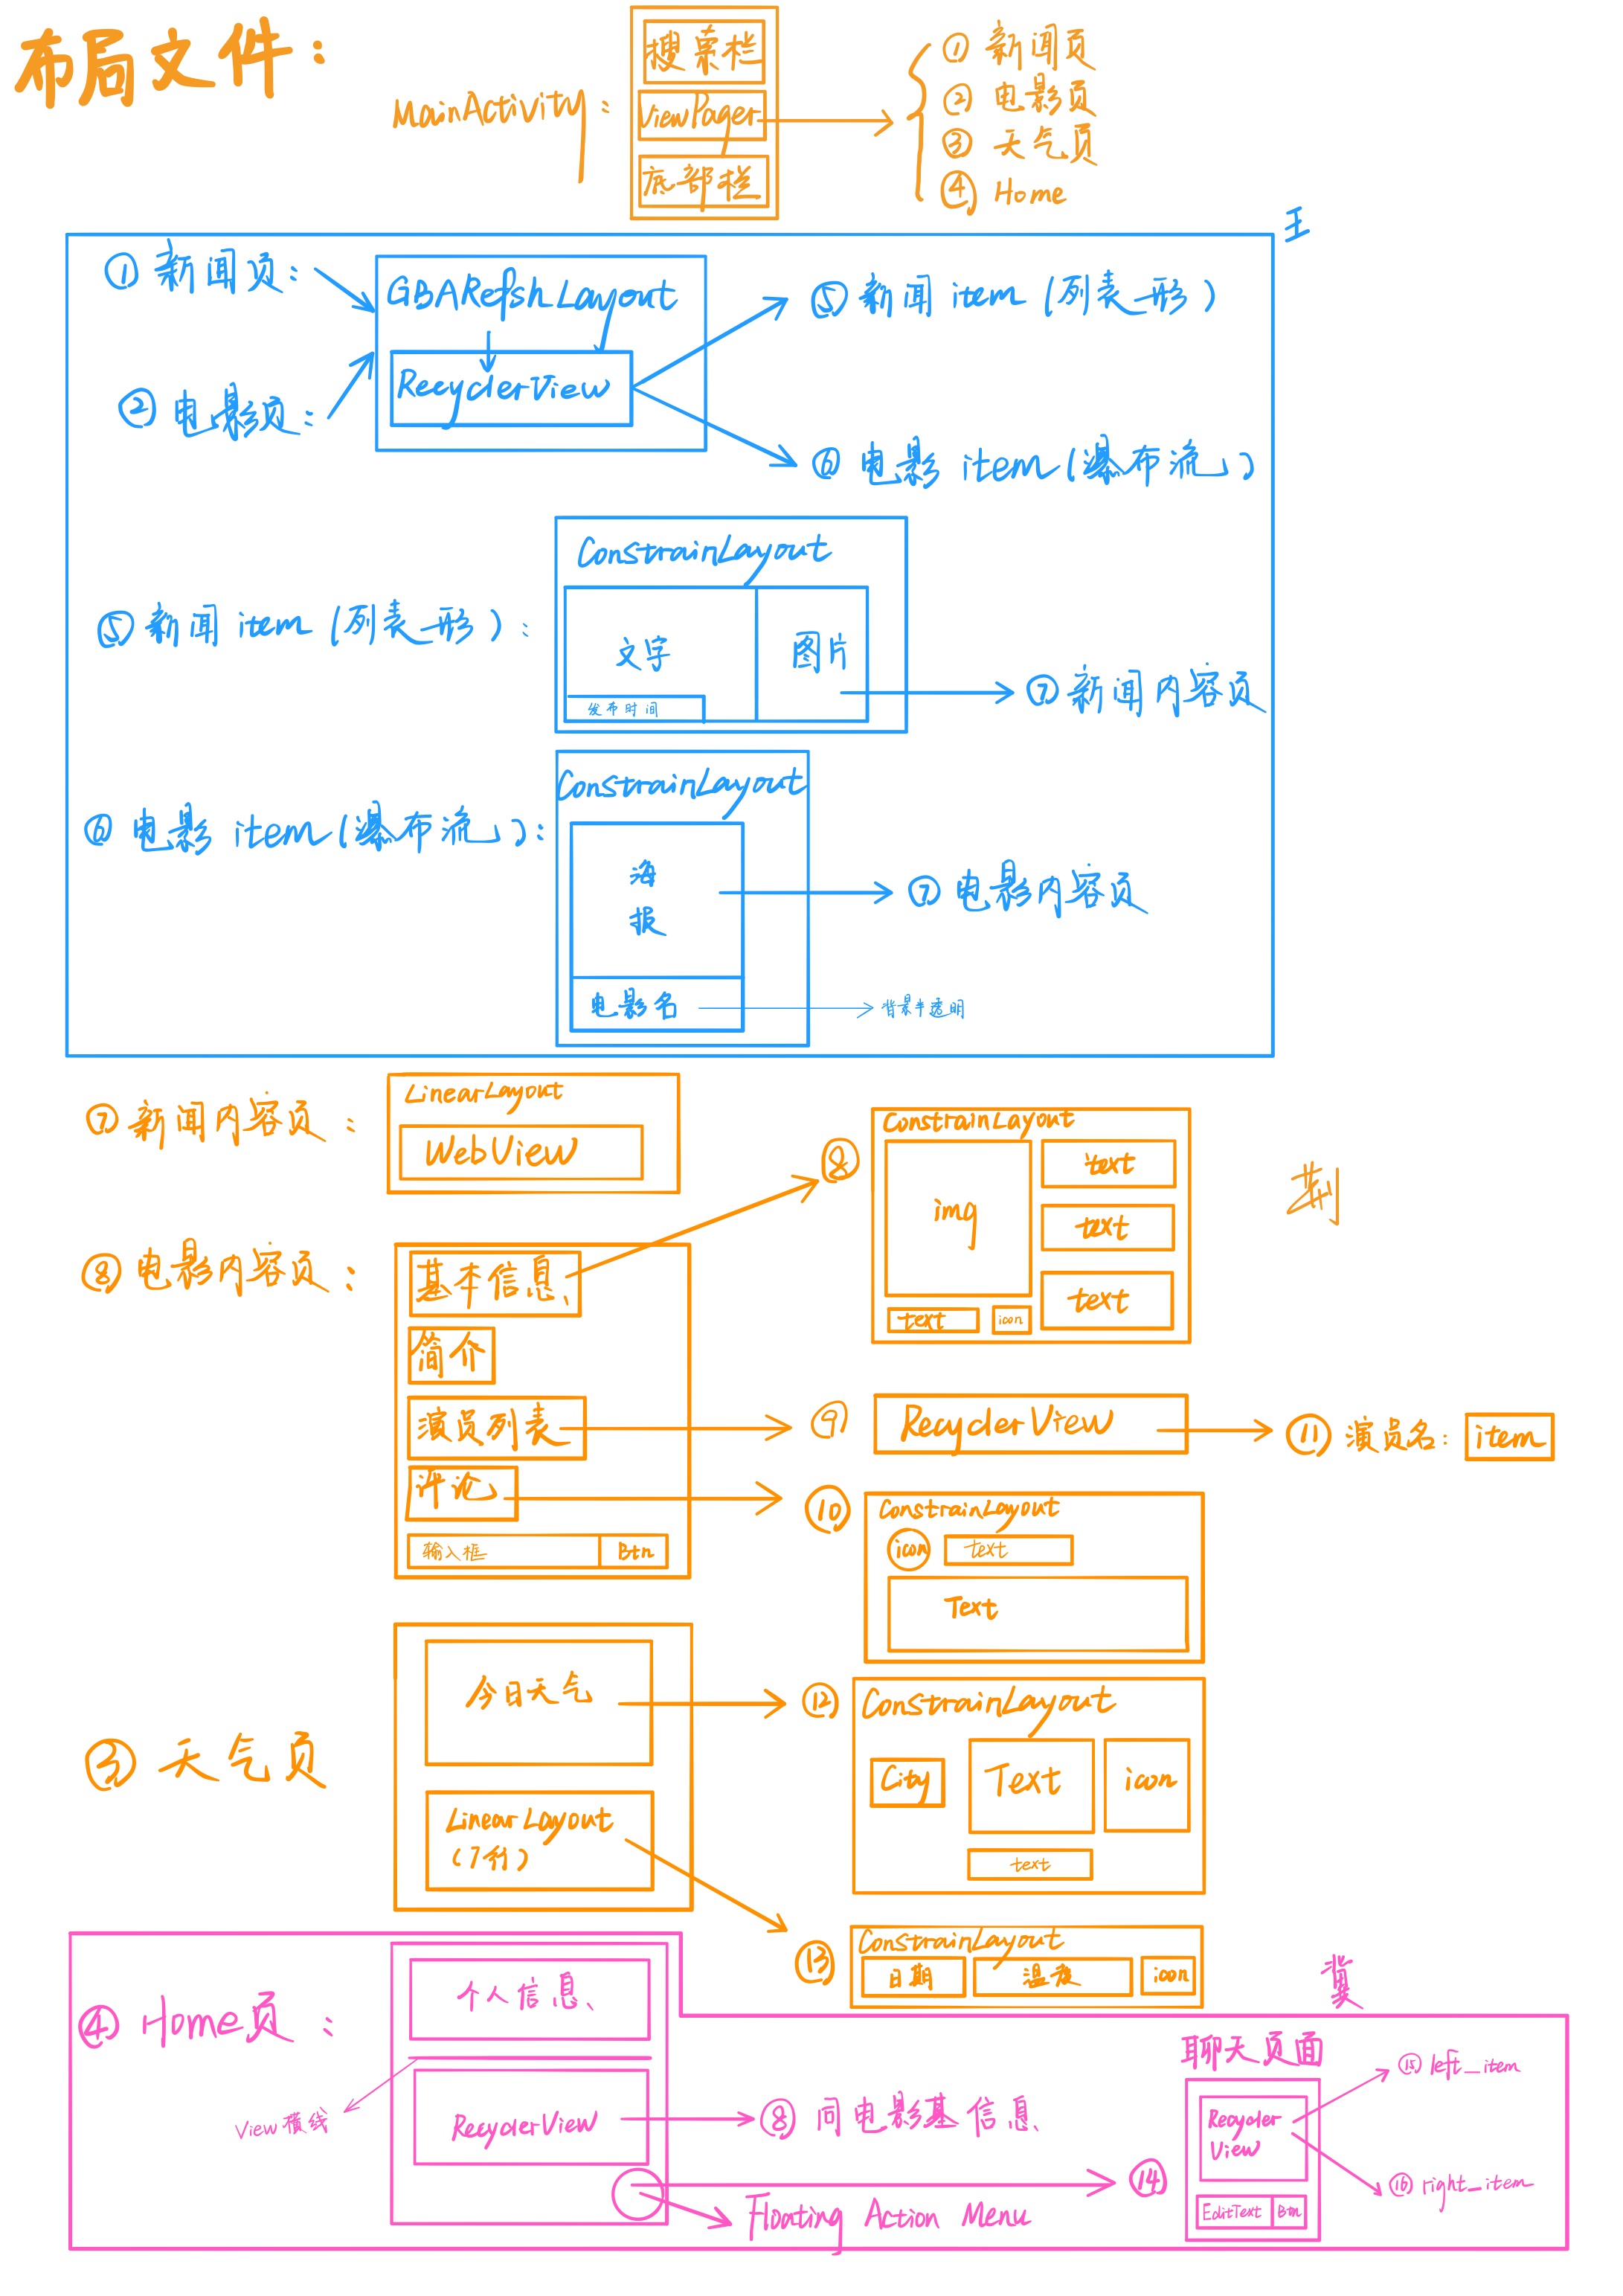 布局文件:
MainActivity:
搜索栏
ViewPager
底部栏
① 新闻页
② 电影页
③ 天气页
④ Home
王
① 新闻页:
② 电影页:
GBARefshLayout
RecyclerView
⑤ 新闻 item (列表形)
⑥ 电影 item (瀑布流)
⑤ 新闻 item (列表形):
ConstrainLayout
文字
图片
发布时间
⑦ 新闻内容页
⑥ 电影 item (瀑布流):
ConstrainLayout
海
报
电影名
⑦ 电影内容页
背景半透明
⑦ 新闻内容页:
LinearLayout
WebView
⑧ 电影内容页:
基本信息
简介
演员列表
评论
输入框
Btn
⑧
ConstrainLayout
img
text
text
text
text
icon
⑨
RecyclerView
⑪ 演员名: item
⑩
ConstrainLayout
icon
text
Text
③ 天气页
今日天气
LinearLayout
(7行)
⑫
ConstrainLayout
City
Text
icon
text
⑬
ConstrainLayout
日期
温度
icon
冀
④ Home页:
个人信息
View横线
RecyclerView
⑧ 同电影基信息
Floating Action Menu
⑭
聊天页面
Recycler
View
EditText
Btn
⑮ left_item
⑯ right_item